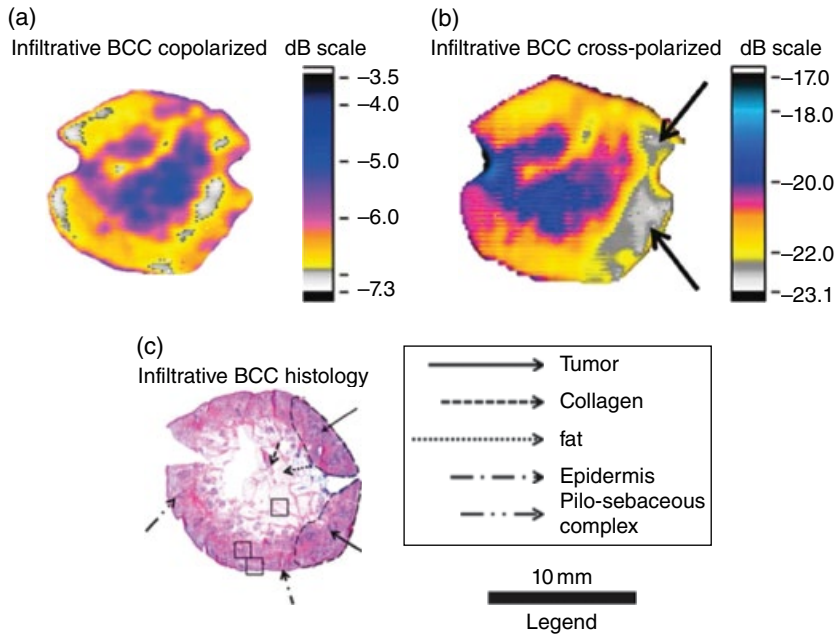 (a)
Infiltrative BCC copolarized
dB scale
–3.5
–4.0
–5.0
–6.0
–7.3
(b)
Infiltrative BCC cross-polarized
dB scale
–17.0
–18.0
–20.0
–22.0
–23.1
(c)
Infiltrative BCC histology
Tumor
Collagen
fat
Epidermis
Pilo-sebaceous
complex
10 mm
Legend